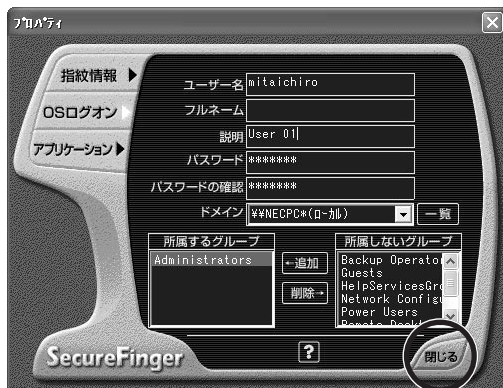 プロパティ
指紋情報
OSログオン
アプリケーション
ユーザー名 mitaichiro
フルネーム
説明 User 01
パスワード *******
パスワードの確認 *******
ドメイン ¥¥NECPC*(ローカル) 一覧
所属するグループ
Administrators
←追加
削除→
所属しないグループ
Backup Operator
Guests
HelpServicesGro
Network Configu
Power Users
Remote Deskt
SecureFinger
?
閉じる